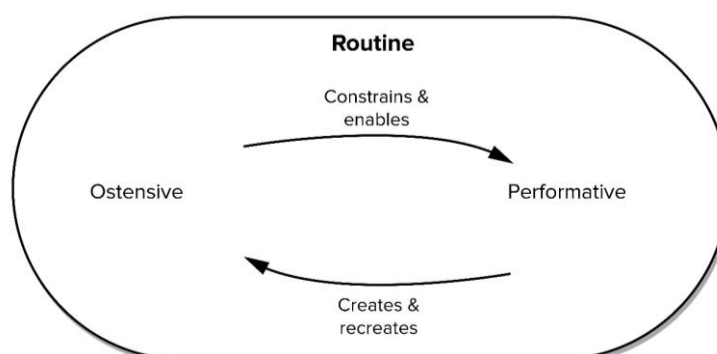 Routine
Constrains &
enables
Ostensive
Performative
Creates &
recreates